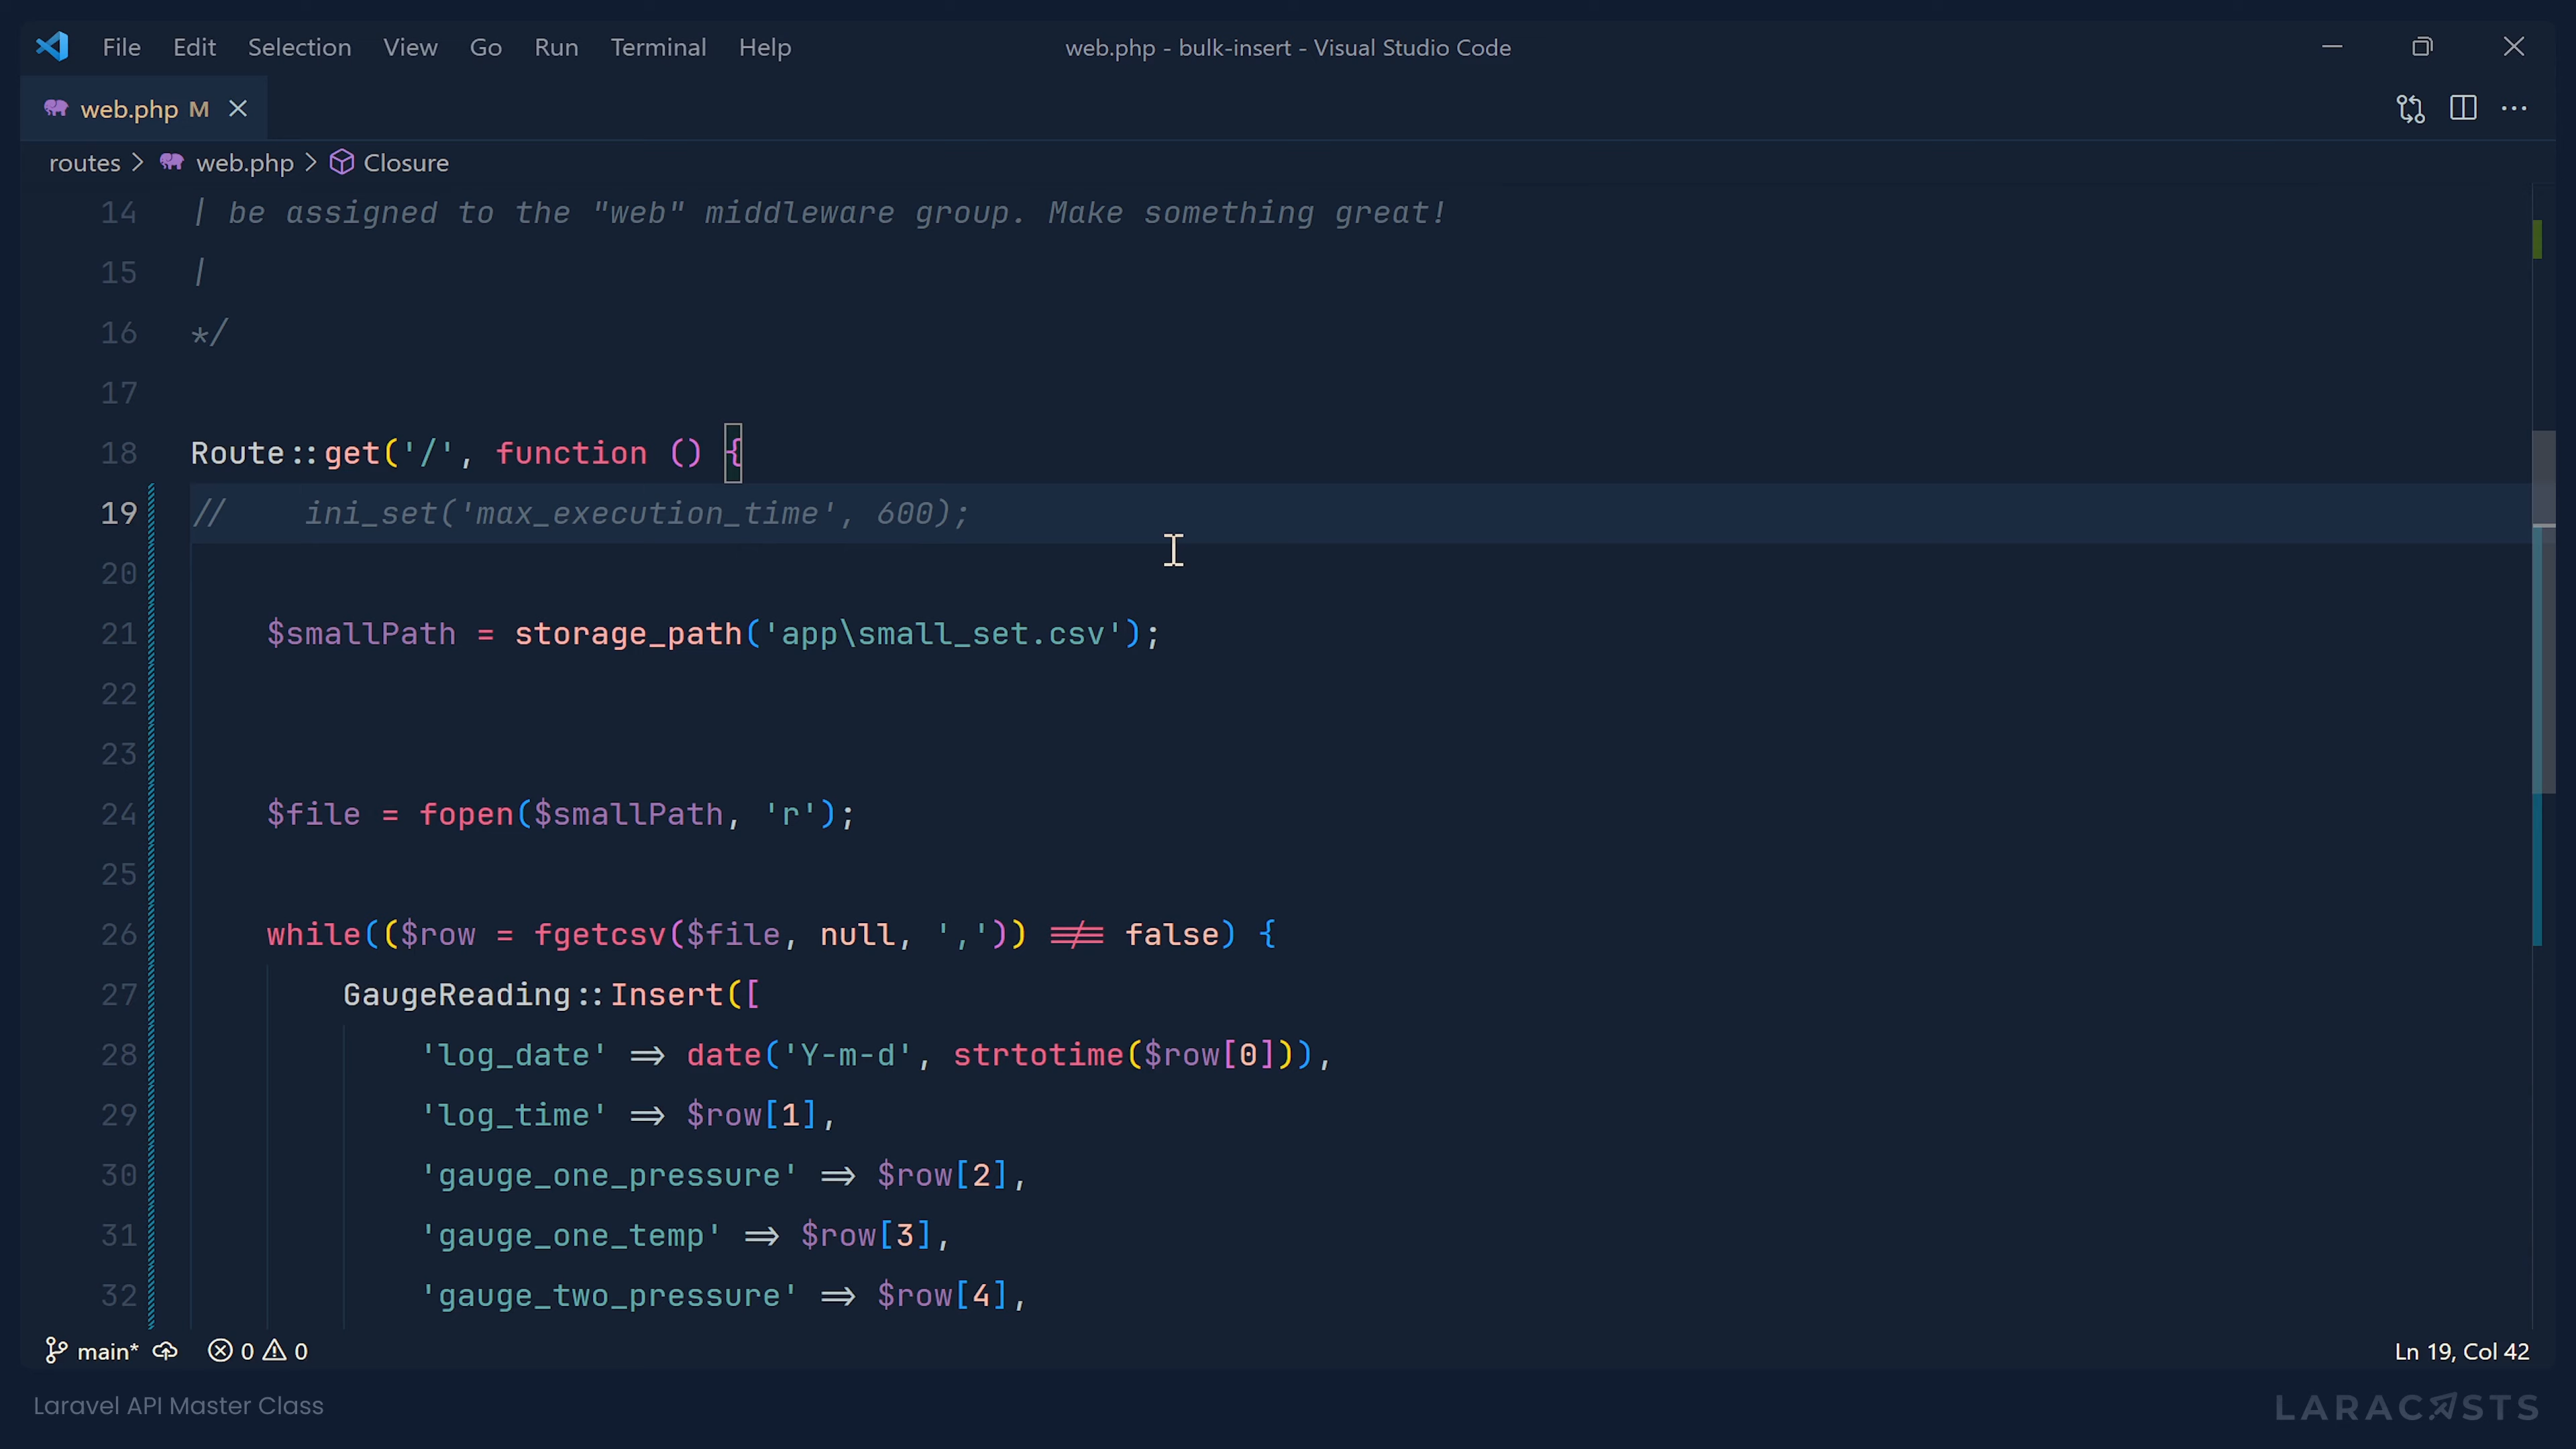 File Edit Selection View Go Run Terminal Help web.php - bulk-insert - Visual Studio Code
web.php M
routes > web.php > Closure
14 | be assigned to the "web" middleware group. Make something great!
15 |
16 */
17
18 Route::get('/', function () {
19 //    ini_set('max_execution_time', 600);
20
21     $smallPath = storage_path('app\small_set.csv');
22
23
24     $file = fopen($smallPath, 'r');
25
26     while(($row = fgetcsv($file, null, ',')) !== false) {
27         GaugeReading::Insert([
28             'log_date' => date('Y-m-d', strtotime($row[0])),
29             'log_time' => $row[1],
30             'gauge_one_pressure' => $row[2],
31             'gauge_one_temp' => $row[3],
32             'gauge_two_pressure' => $row[4],
main* 0 0 Ln 19, Col 42
Laravel API Master Class LARACASTS